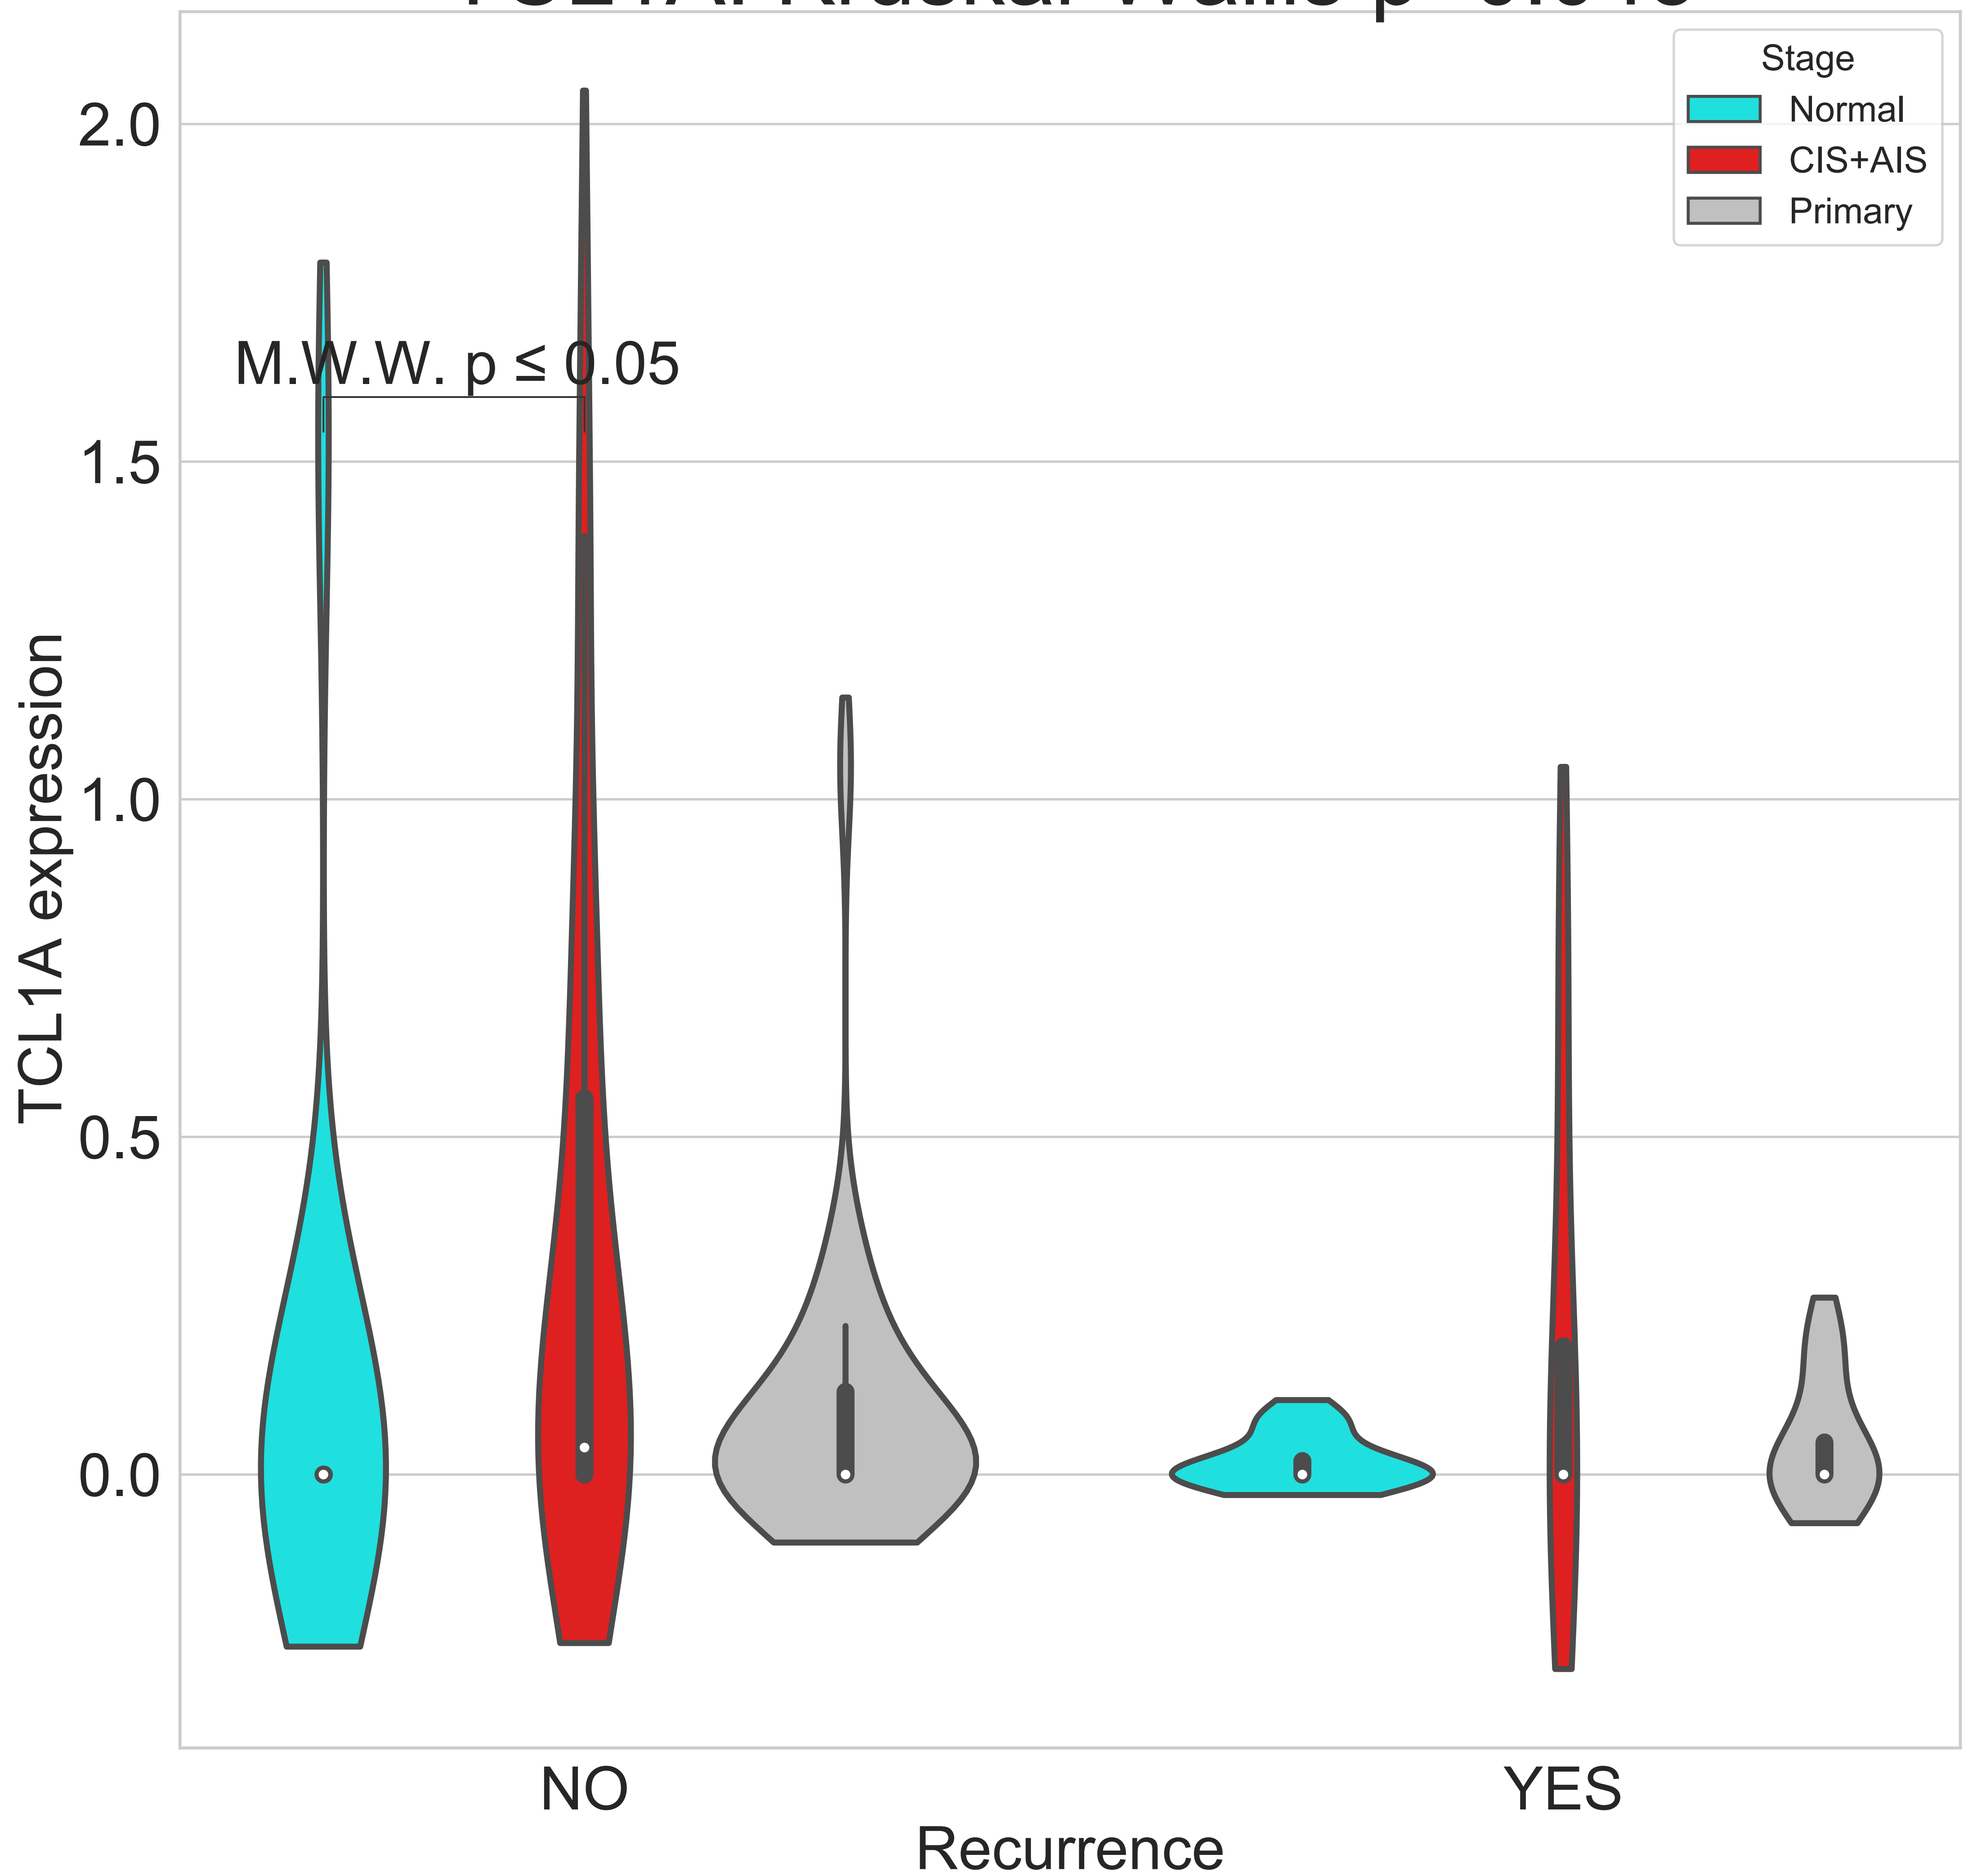 Stage
Normal
CIS+AIS
Primary
2.0
1.5
1.0
0.5
0.0
M.W.W. p ≤ 0.05
TCL1A expression
NO
YES
Recurrence